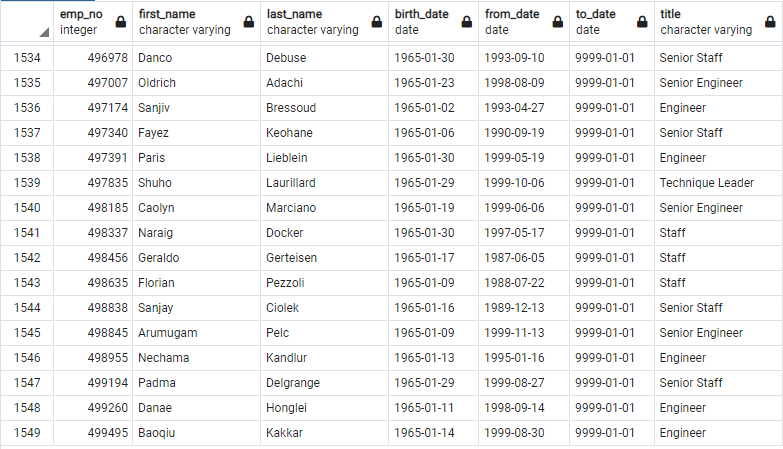 emp_no first_name last_name birth_date from_date to_date title
integer character varying character varying date date date character varying
1534 496978 Danco Debuse 1965-01-30 1993-09-10 9999-01-01 Senior Staff
1535 497007 Oldrich Adachi 1965-01-23 1998-08-09 9999-01-01 Senior Engineer
1536 497174 Sanjiv Bressoud 1965-01-02 1993-04-27 9999-01-01 Engineer
1537 497340 Fayez Keohane 1965-01-06 1990-09-19 9999-01-01 Senior Staff
1538 497391 Paris Lieblein 1965-01-30 1999-05-19 9999-01-01 Engineer
1539 497835 Shuho Laurillard 1965-01-29 1999-10-06 9999-01-01 Technique Leader
1540 498185 Caolyn Marciano 1965-01-19 1999-06-06 9999-01-01 Senior Engineer
1541 498337 Naraig Docker 1965-01-30 1997-05-17 9999-01-01 Staff
1542 498456 Geraldo Gerteisen 1965-01-17 1987-06-05 9999-01-01 Staff
1543 498635 Florian Pezzoli 1965-01-09 1988-07-22 9999-01-01 Staff
1544 498838 Sanjay Ciolek 1965-01-16 1989-12-13 9999-01-01 Senior Staff
1545 498845 Arumugam Pelc 1965-01-09 1999-11-13 9999-01-01 Senior Engineer
1546 498955 Nechama Kandlur 1965-01-13 1995-01-16 9999-01-01 Engineer
1547 499194 Padma Delgrange 1965-01-29 1999-08-27 9999-01-01 Senior Staff
1548 499260 Danae Honglei 1965-01-11 1998-09-14 9999-01-01 Engineer
1549 499495 Baoqiu Kakkar 1965-01-14 1999-08-30 9999-01-01 Engineer